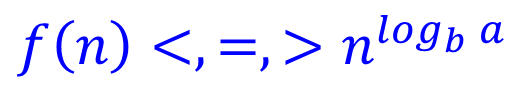 f(n) <, =, > n^{log_b a}